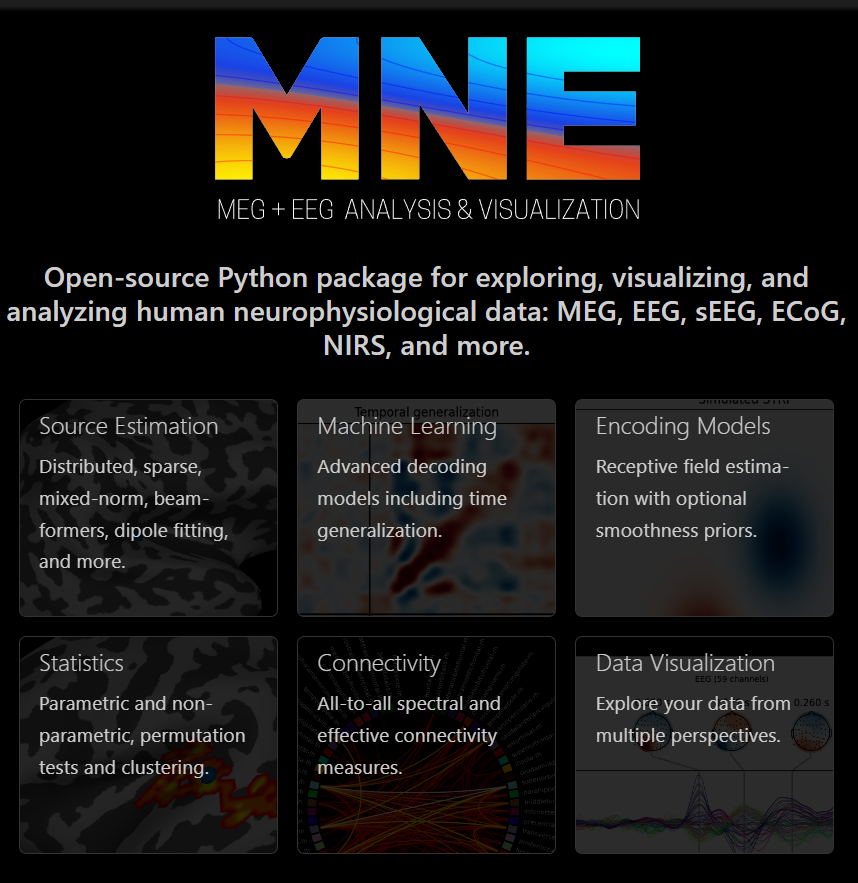 MNE
MEG + EEG ANALYSIS & VISUALIZATION
Open-source Python package for exploring, visualizing, and
analyzing human neurophysiological data: MEG, EEG, sEEG, ECoG,
NIRS, and more.
Source Estimation
Distributed, sparse,
mixed-norm, beam-
formers, dipole fitting,
and more.
Temporal generalization
Machine Learning
Advanced decoding
models including time
generalization.
Simulated STRF
Encoding Models
Receptive field estima-
tion with optional
smoothness priors.
Statistics
Parametric and non-
parametric, permutation
tests and clustering.
Connectivity
All-to-all spectral and
effective connectivity
measures.
Data Visualization
EEG (59 channels)
Explore your data from
0.260 s
multiple perspectives.